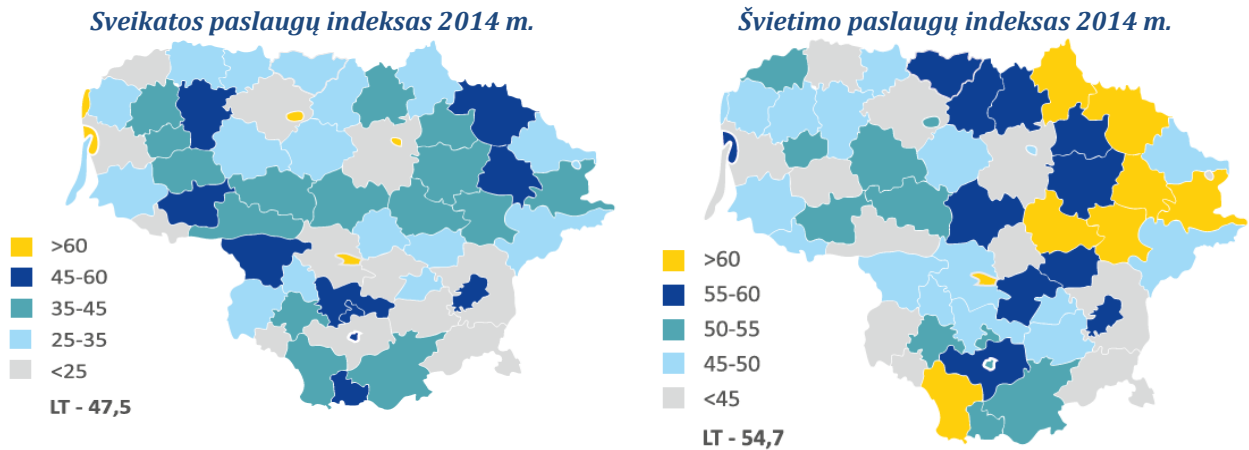 Sveikatos paslaugų indeksas 2014 m.
>60
45-60
35-45
25-35
<25
LT - 47,5
Švietimo paslaugų indeksas 2014 m.
>60
55-60
50-55
45-50
<45
LT - 54,7